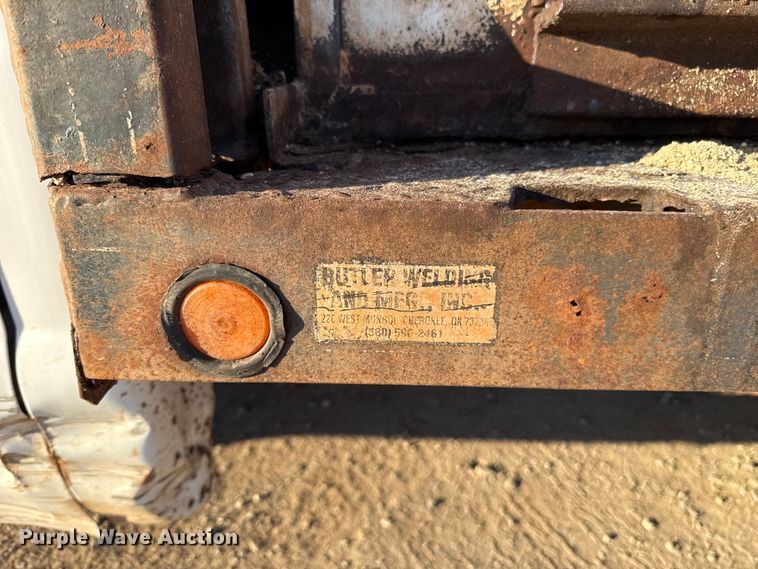 BUTLER WELDING
AND MFG., INC.
220 WEST MONROE CHEROKEE, OK 73728
(580) 596-2461
Purple Wave Auction